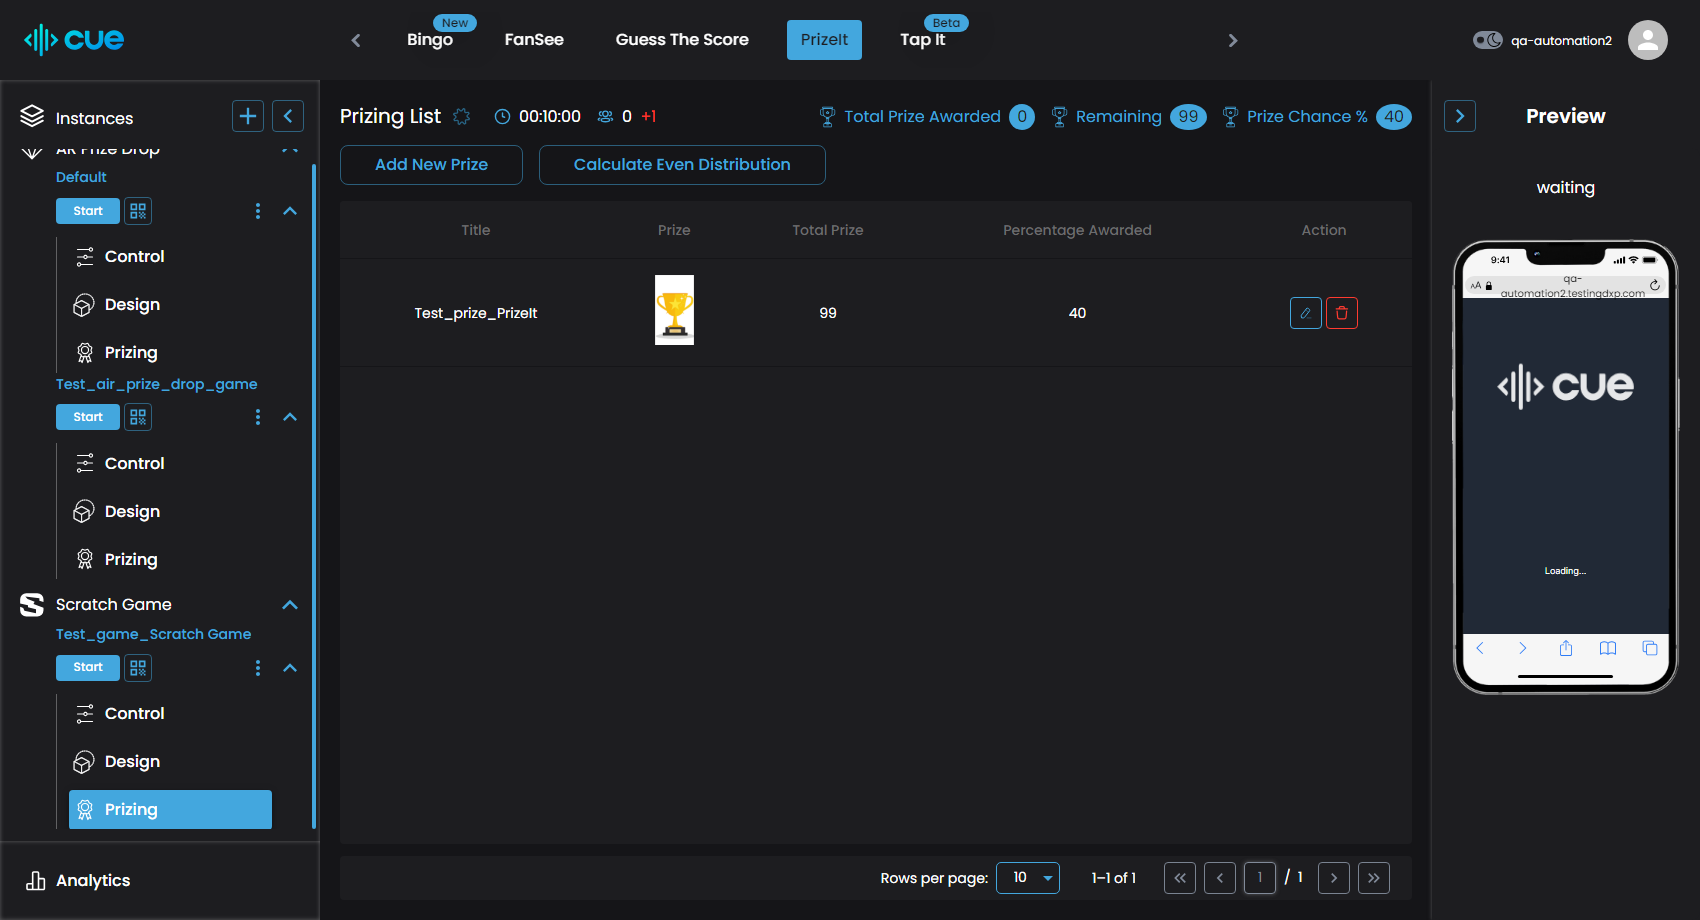 cue
New
Bingo
FanSee
Guess The Score
PrizeIt
Beta
Tap It
qa-automation2
Instances
AR Prize Drop
Default
Start
Control
Design
Prizing
Test_air_prize_drop_game
Start
Control
Design
Prizing
Scratch Game
Test_game_Scratch Game
Start
Control
Design
Prizing
Analytics
Prizing List
00:10:00
0 +1
Total Prize Awarded 0
Remaining 99
Prize Chance % 40
Add New Prize
Calculate Even Distribution
Title Prize Total Prize Percentage Awarded Action
Test_prize_PrizeIt 99 40
Rows per page: 10 1–1 of 1 1 / 1
Preview
waiting
9:41
AA
qa-
automation2.testingdxp.com
cue
Loading...